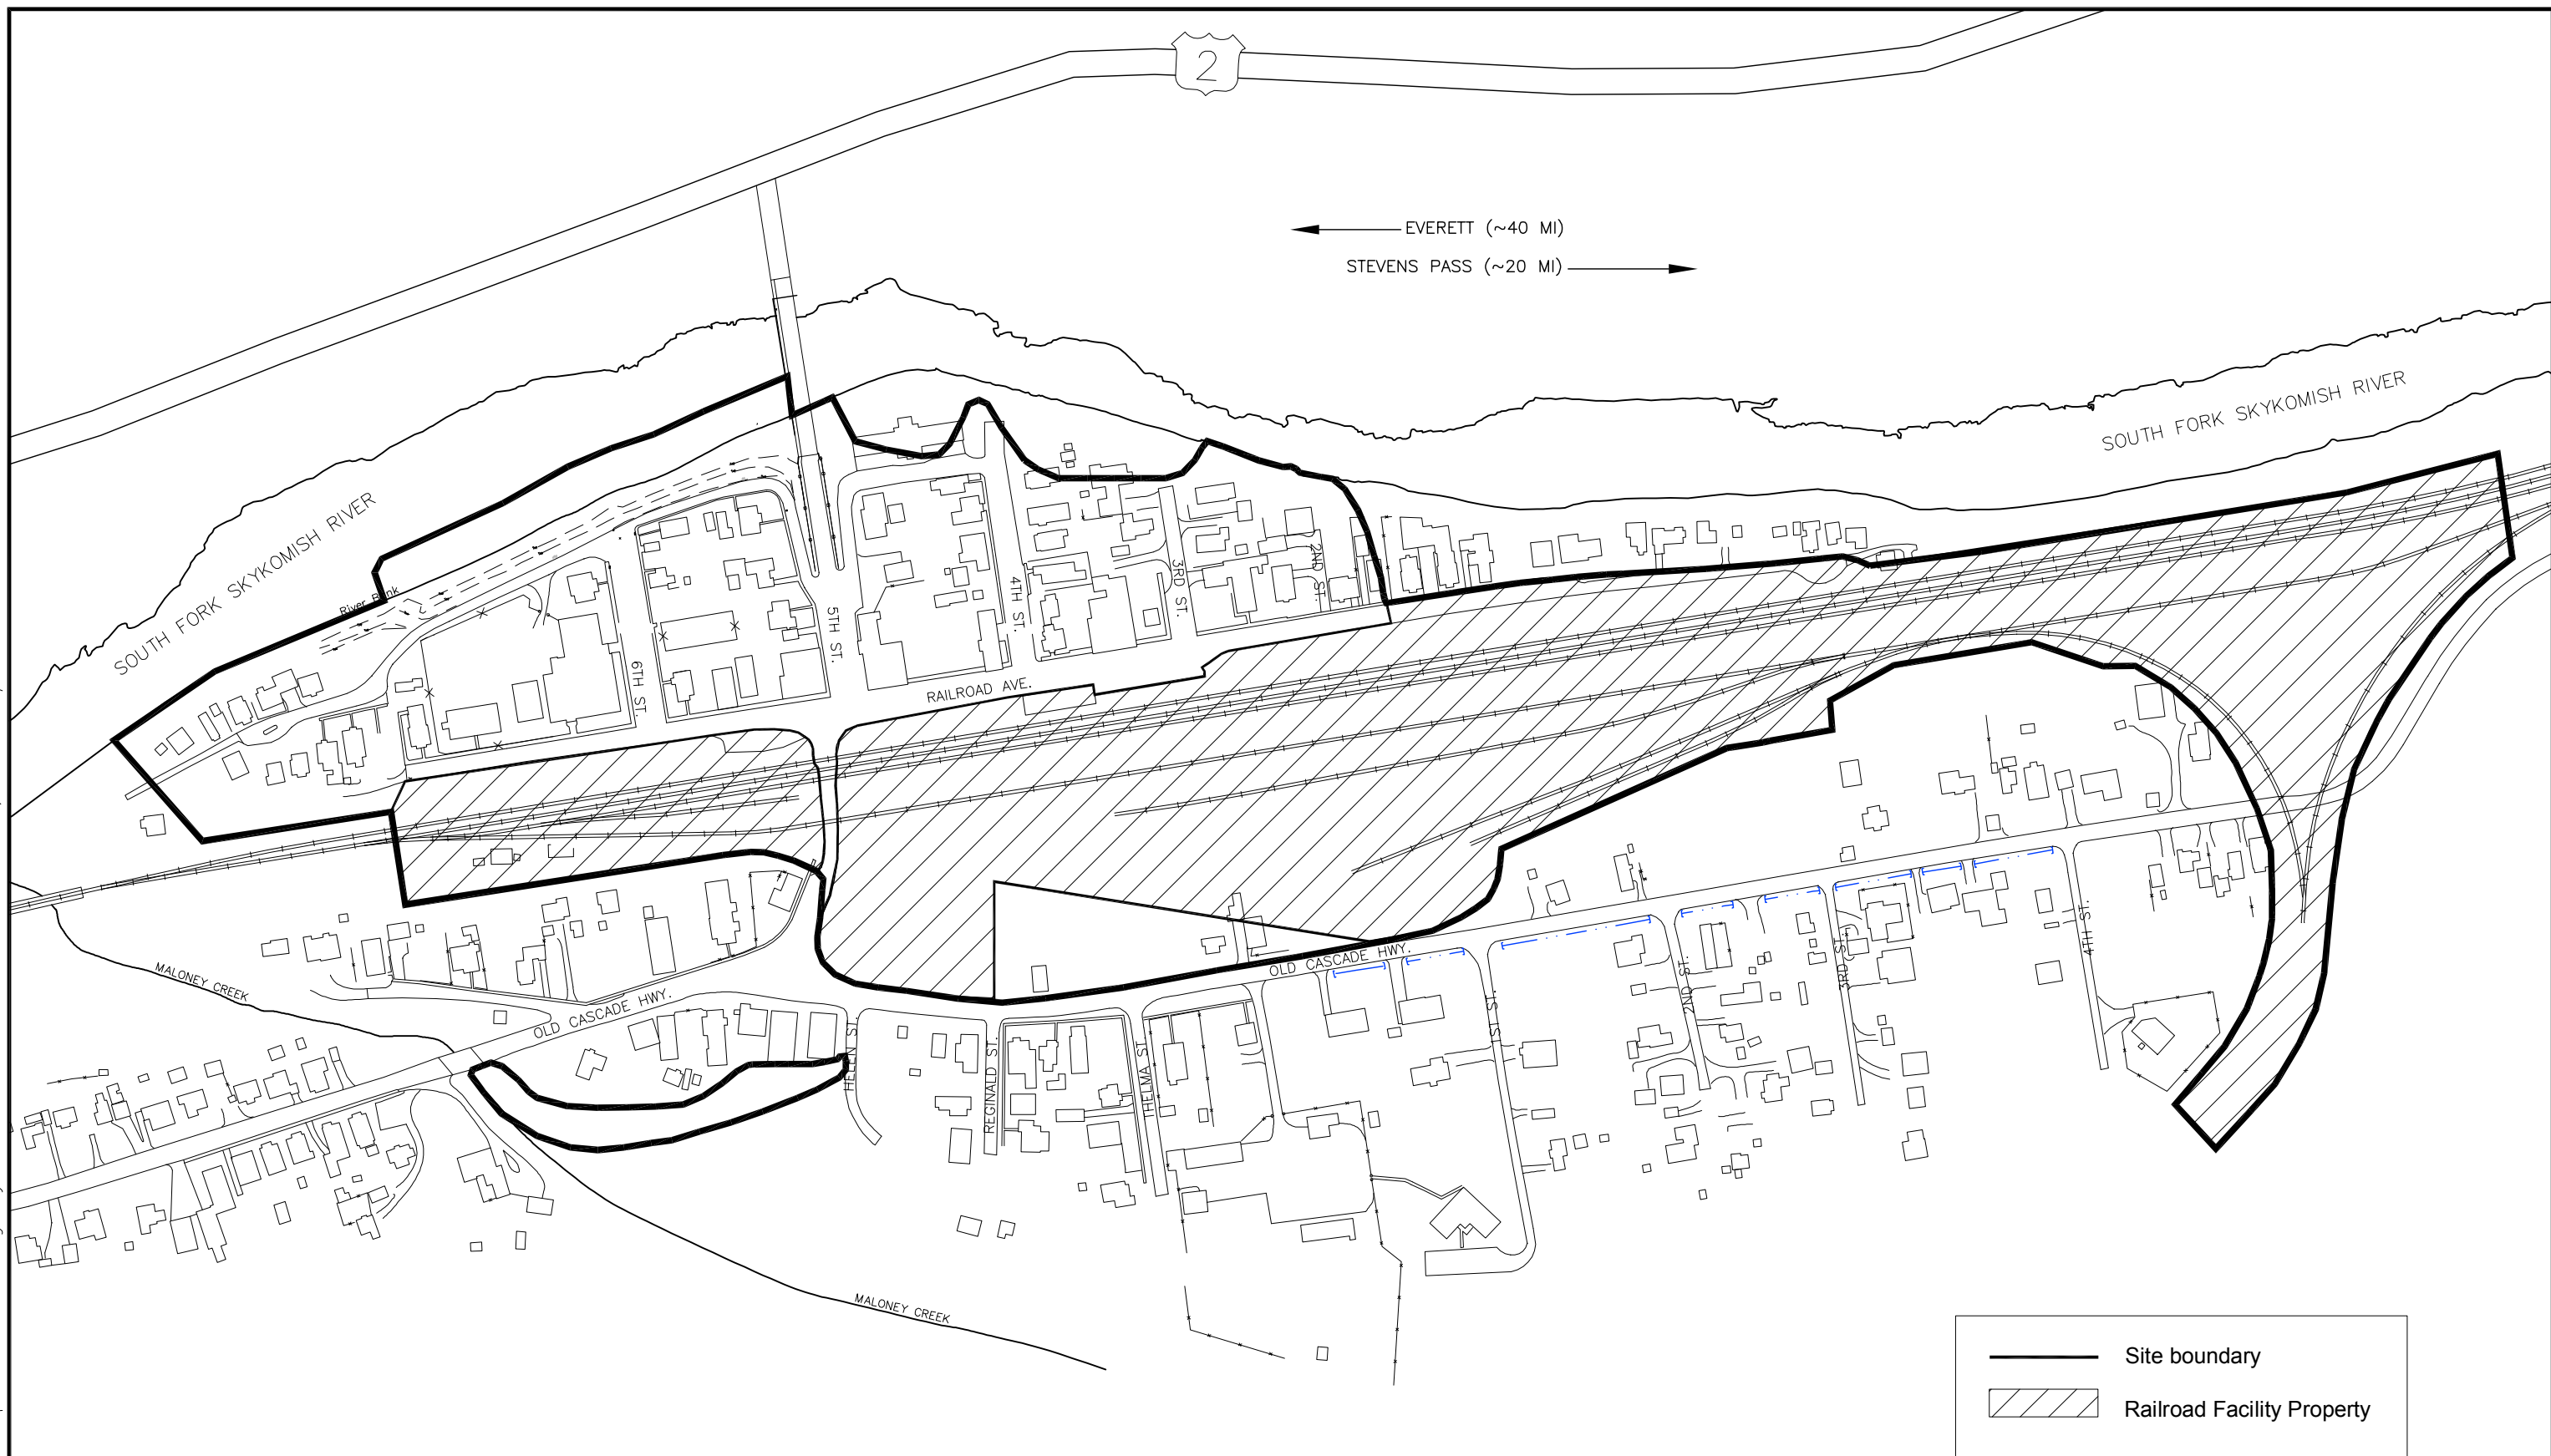 2
EVERETT (~40 MI)
STEVENS PASS (~20 MI)
SOUTH FORK SKYKOMISH RIVER
SOUTH FORK SKYKOMISH RIVER
River Bank
2ND ST.
3RD ST.
4TH ST.
5TH ST.
6TH ST.
RAILROAD AVE.
OLD CASCADE HWY.
MALONEY CREEK
OLD CASCADE HWY.
HELEN ST.
REGINALD ST.
THELMA ST.
1ST ST.
2ND ST.
3RD ST.
4TH ST.
MALONEY CREEK
Site boundary
Railroad Facility Property